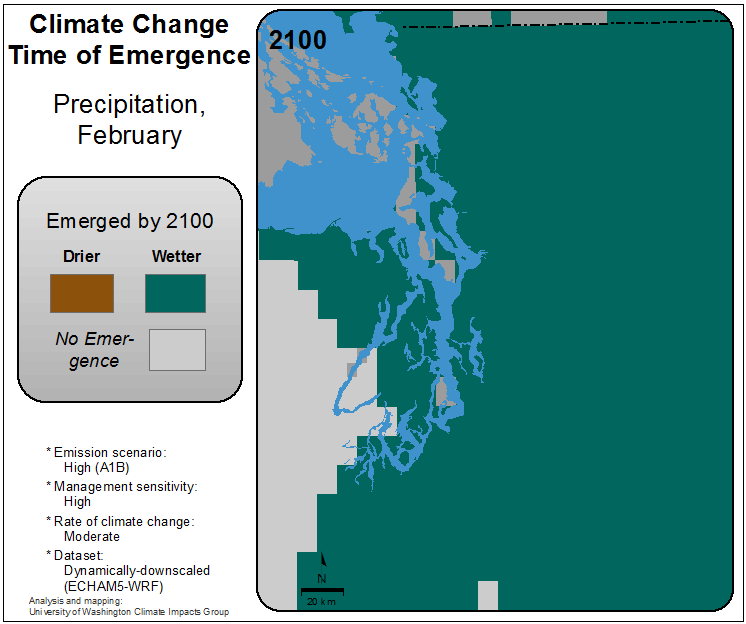 Climate Change
Time of Emergence
Precipitation,
February
Emerged by 2100
Drier Wetter
No Emer-
gence
* Emission scenario:
High (A1B)
* Management sensitivity:
High
* Rate of climate change:
Moderate
* Dataset:
Dynamically-downscaled
(ECHAM5-WRF)
Analysis and mapping:
University of Washington Climate Impacts Group
2100
N
20 km